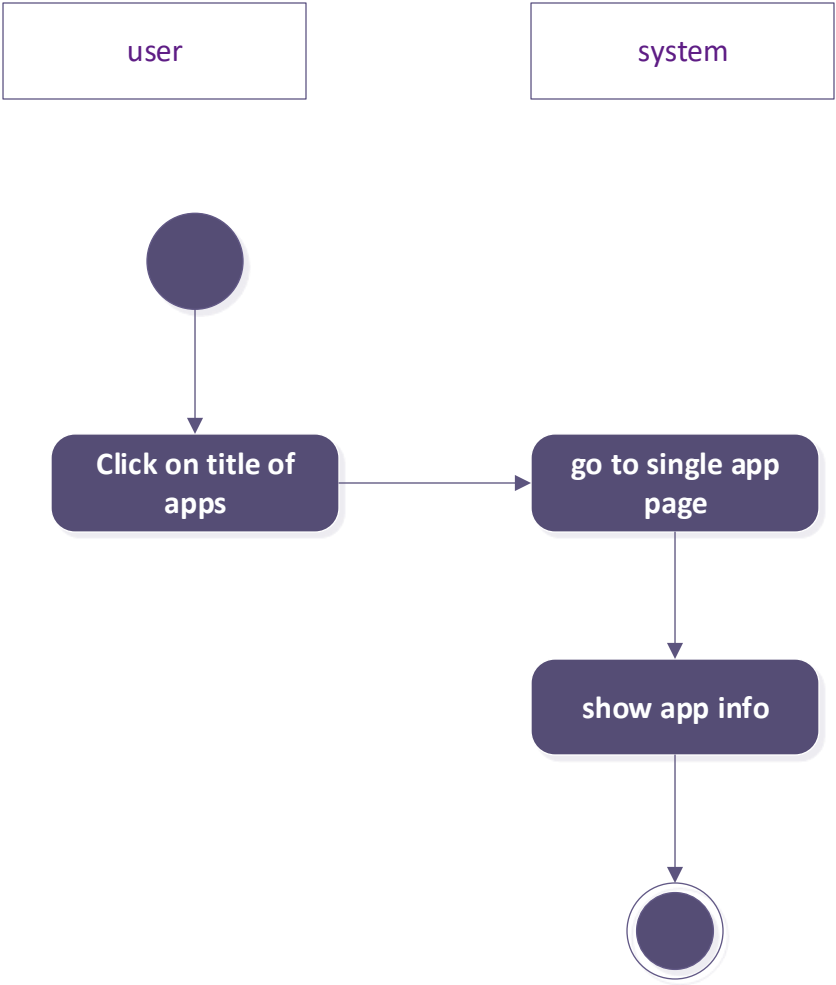 user
system
Click on title of
apps
go to single app
page
show app info